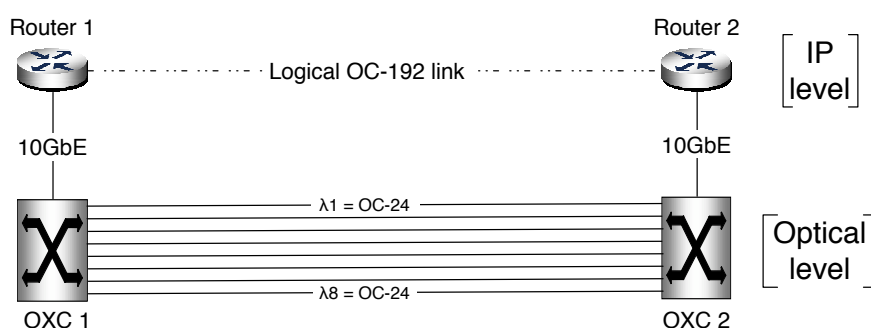 Router 1
Router 2
Logical OC-192 link
IP
level
10GbE
10GbE
λ1 = OC-24
Optical
level
λ8 = OC-24
OXC 1
OXC 2